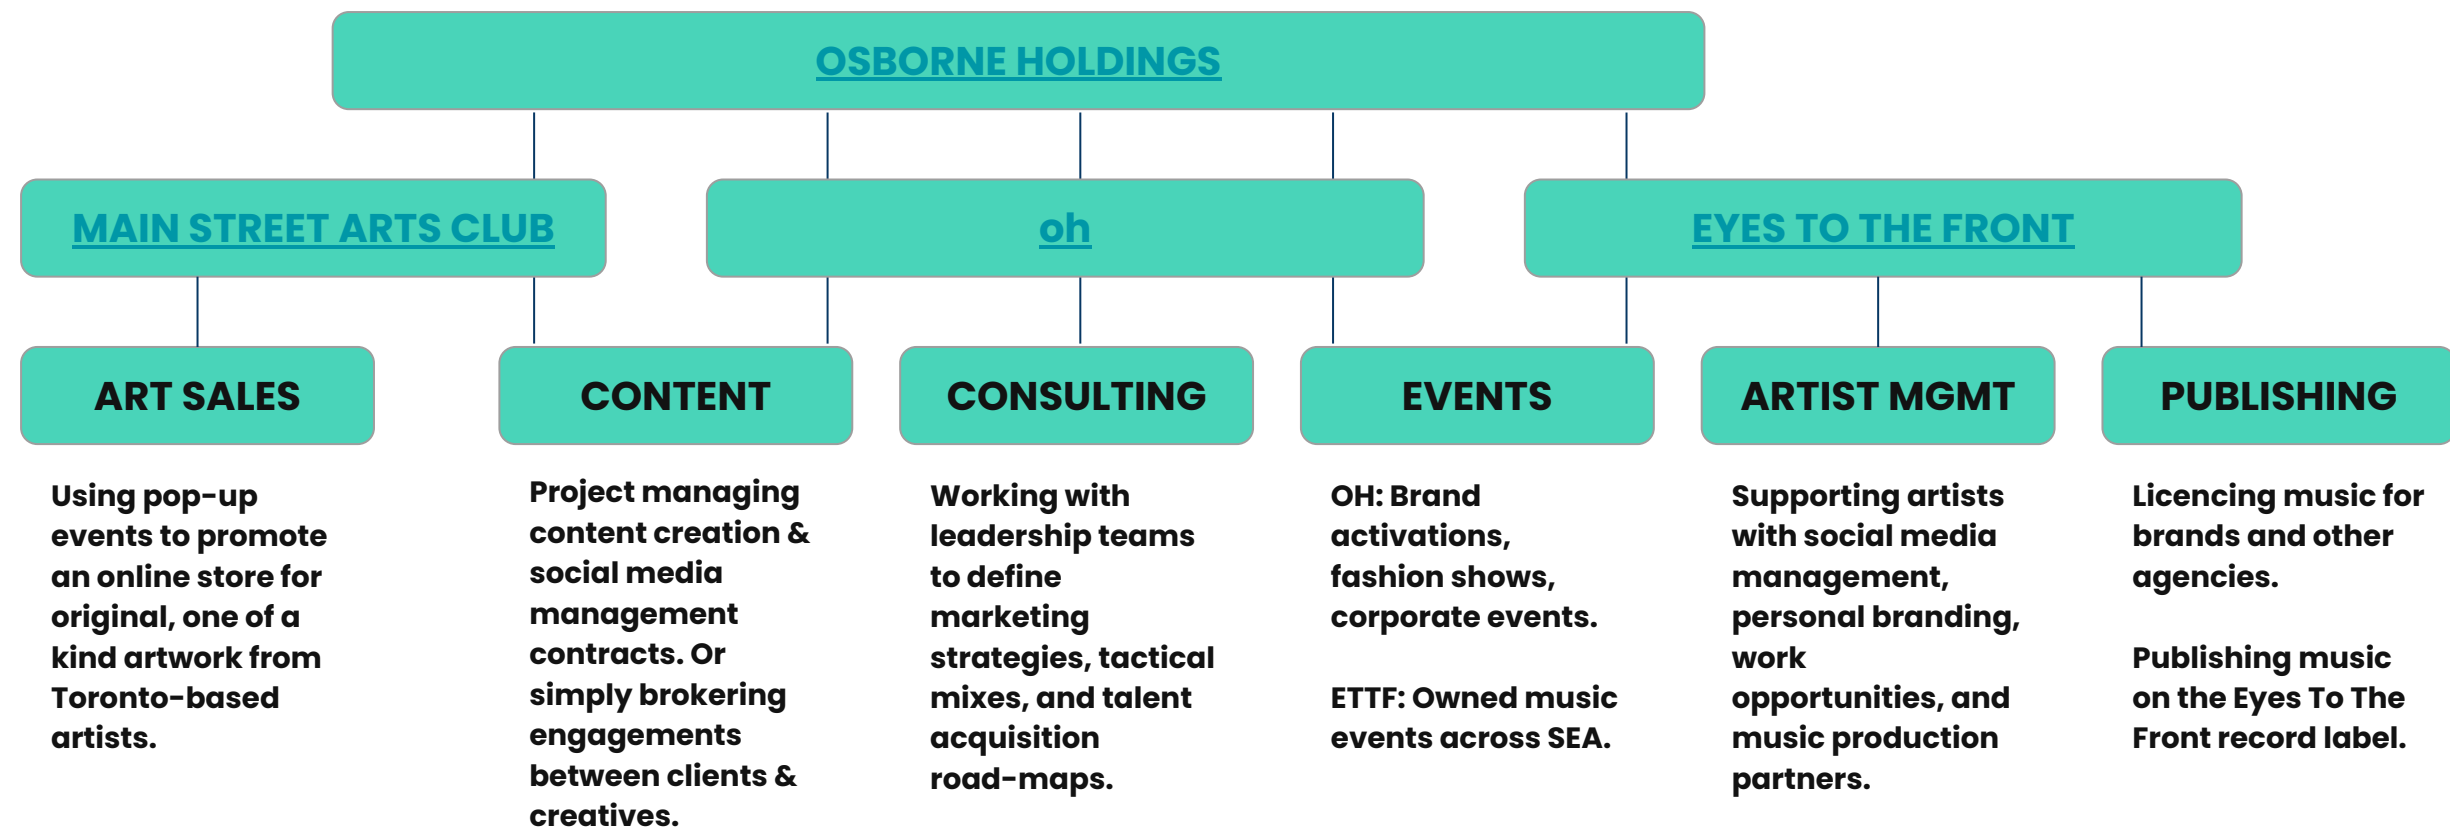 OSBORNE HOLDINGS
MAIN STREET ARTS CLUB
oh
EYES TO THE FRONT
ART SALES
CONTENT
CONSULTING
EVENTS
ARTIST MGMT
PUBLISHING
Using pop-up
events to promote
an online store for
original, one of a
kind artwork from
Toronto-based
artists.
Project managing
content creation &
social media
management
contracts. Or
simply brokering
engagements
between clients &
creatives.
Working with
leadership teams
to define
marketing
strategies, tactical
mixes, and talent
acquisition
road-maps.
OH: Brand
activations,
fashion shows,
corporate events.
ETTF: Owned music
events across SEA.
Supporting artists
with social media
management,
personal branding,
work
opportunities, and
music production
partners.
Licencing music for
brands and other
agencies.
Publishing music
on the Eyes To The
Front record label.